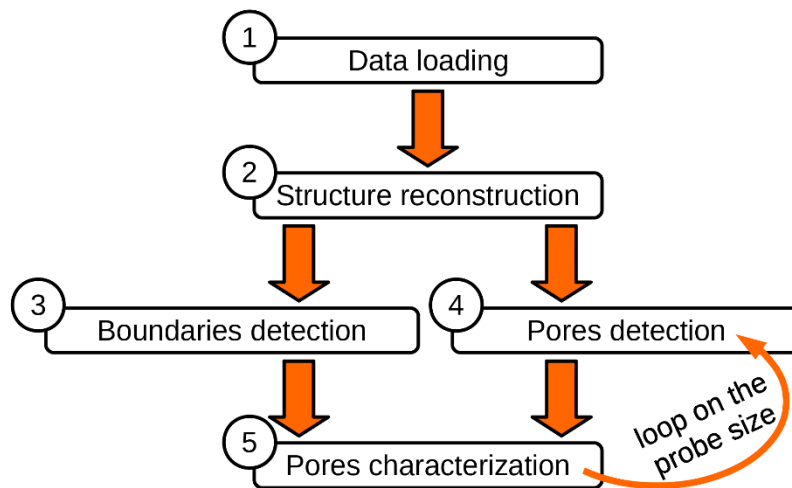 1
Data loading
2
Structure reconstruction
3
Boundaries detection
4
Pores detection
loop on the
probe size
5
Pores characterization